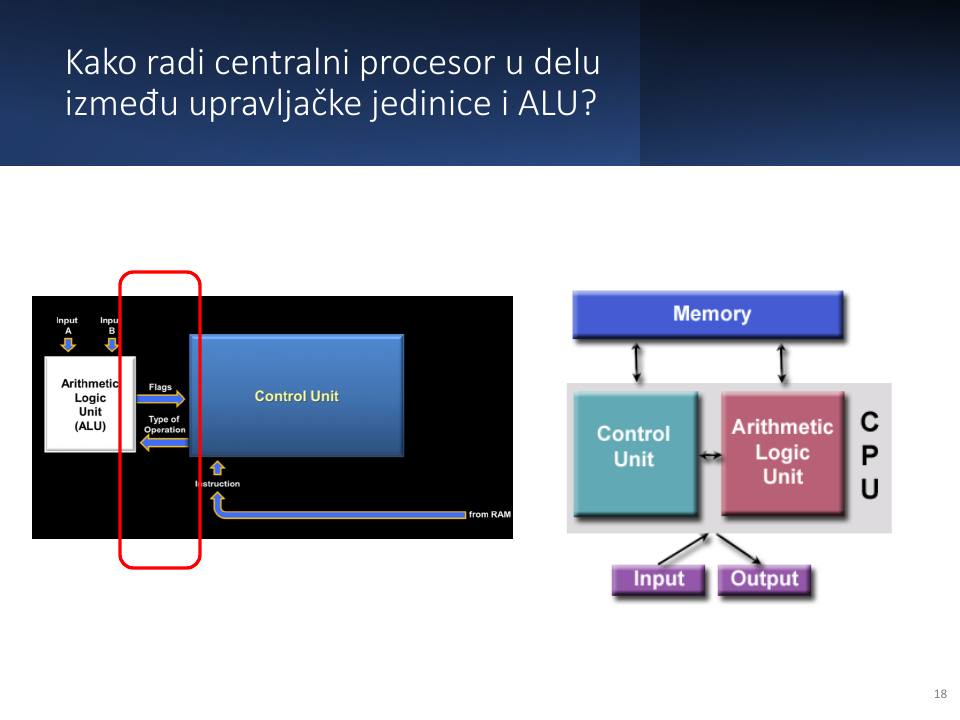 Kako radi centralni procesor u delu
između upravljačke jedinice i ALU?
Input
A
Input
B
Arithmetic
Logic
Unit
(ALU)
Flags
Type of
Operation
Control Unit
Instruction
from RAM
Memory
Control
Unit
Arithmetic
Logic
Unit
C
P
U
Input
Output
18